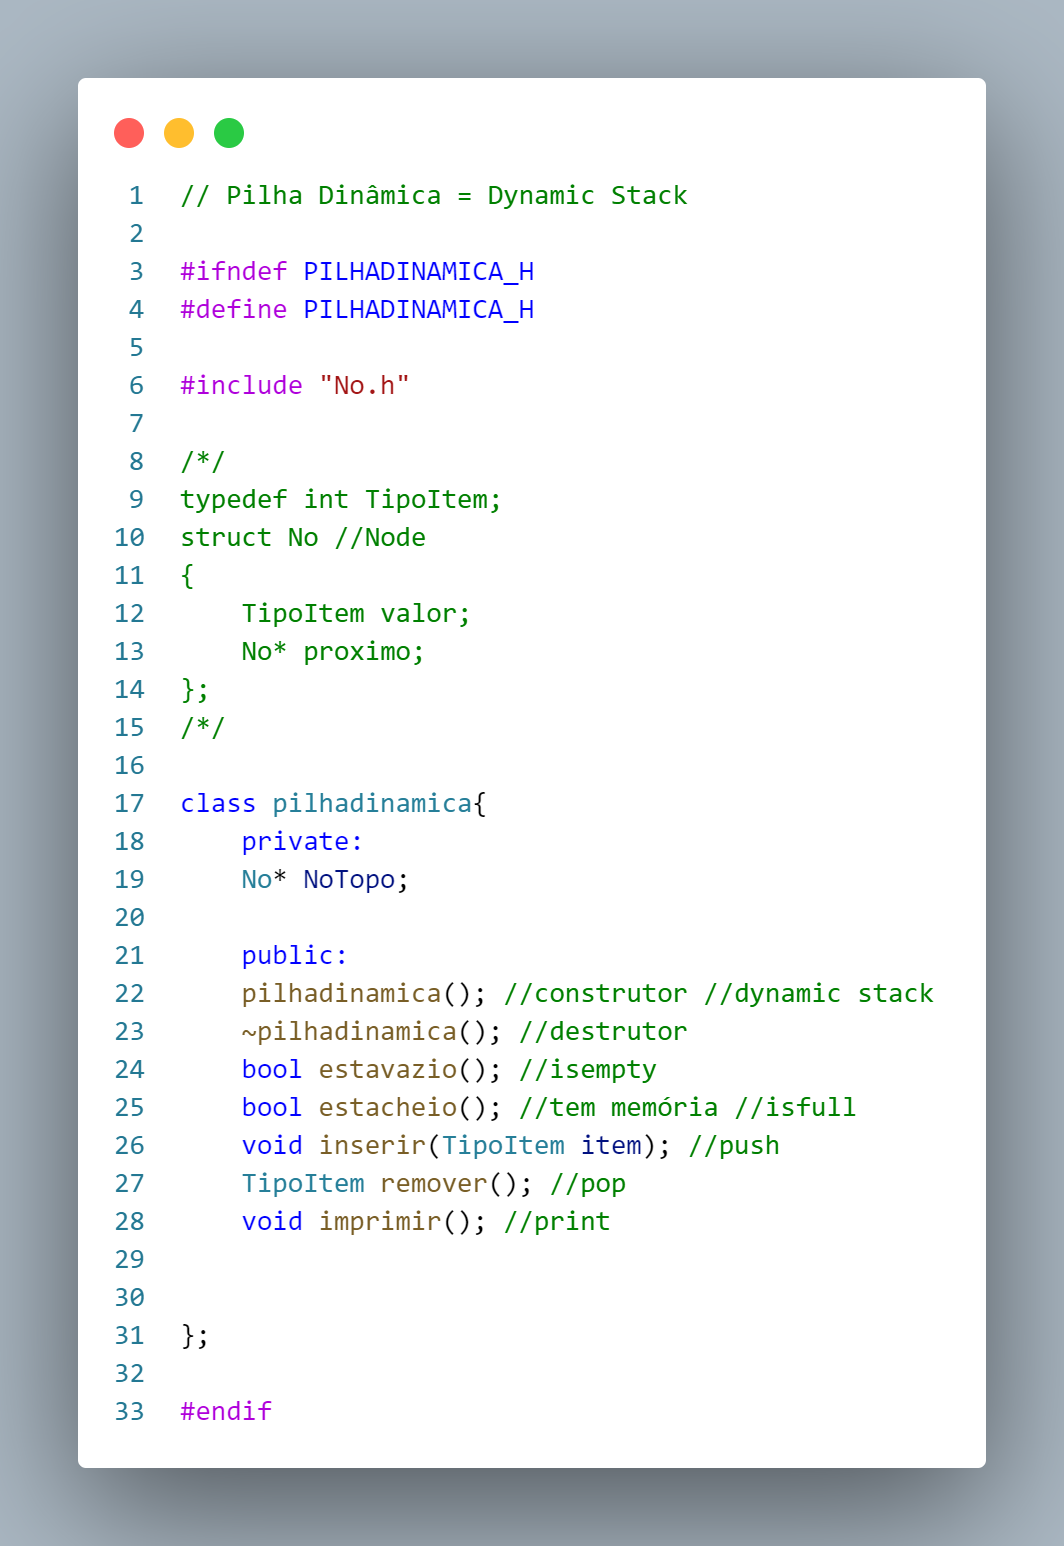 1 // Pilha Dinâmica = Dynamic Stack
2
3 #ifndef PILHADINAMICA_H
4 #define PILHADINAMICA_H
5
6 #include "No.h"
7
8 /*/
9 typedef int TipoItem;
10 struct No //Node
11 {
12     TipoItem valor;
13     No* proximo;
14 };
15 /*/
16
17 class pilhadinamica{
18     private:
19     No* NoTopo;
20
21     public:
22     pilhadinamica(); //construtor //dynamic stack
23     ~pilhadinamica(); //destrutor
24     bool estavazio(); //isempty
25     bool estacheio(); //tem memória //isfull
26     void inserir(TipoItem item); //push
27     TipoItem remover(); //pop
28     void imprimir(); //print
29
30
31 };
32
33 #endif